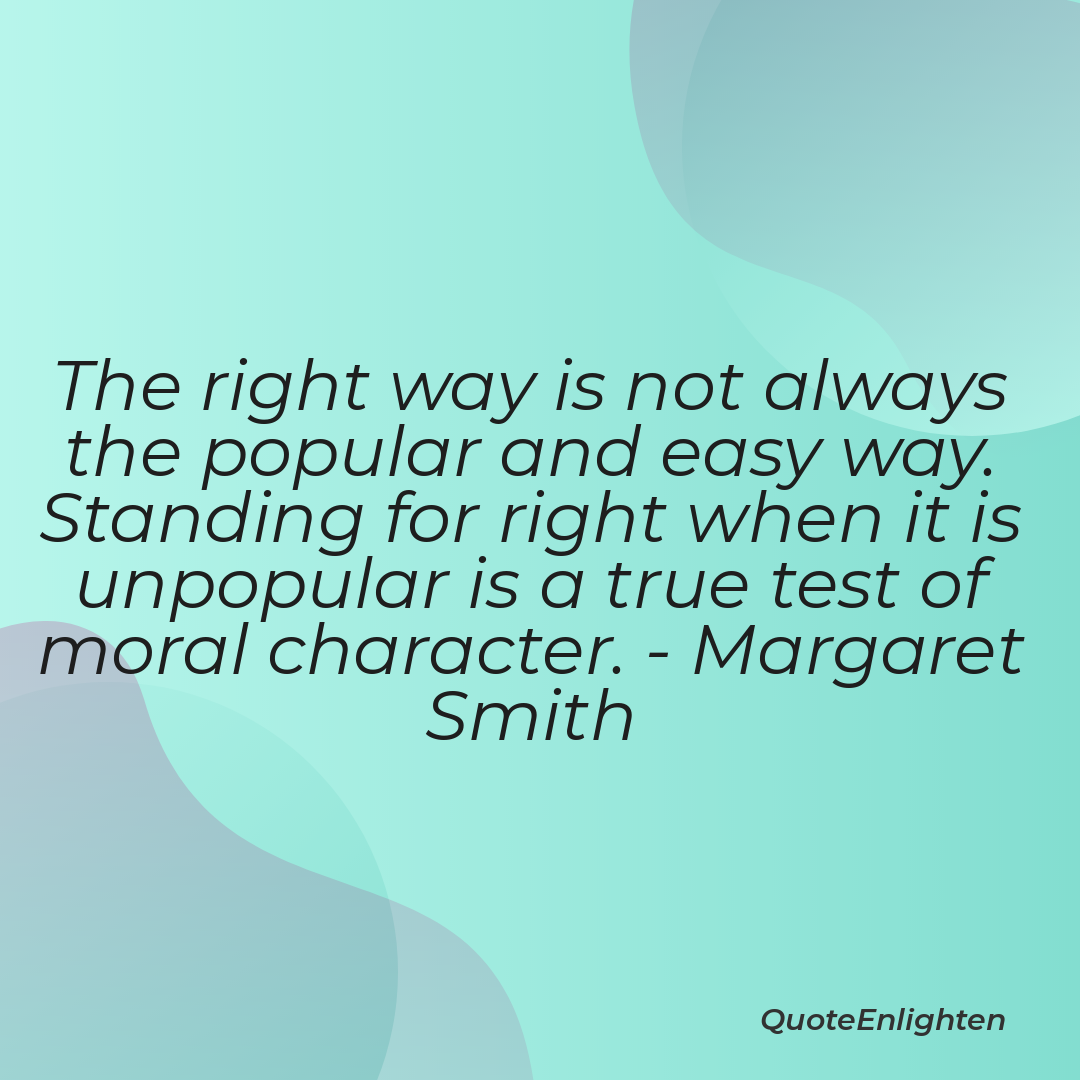 The right way is not always
the popular and easy way.
Standing for right when it is
unpopular is a true test of
moral character. - Margaret
Smith
QuoteEnlighten